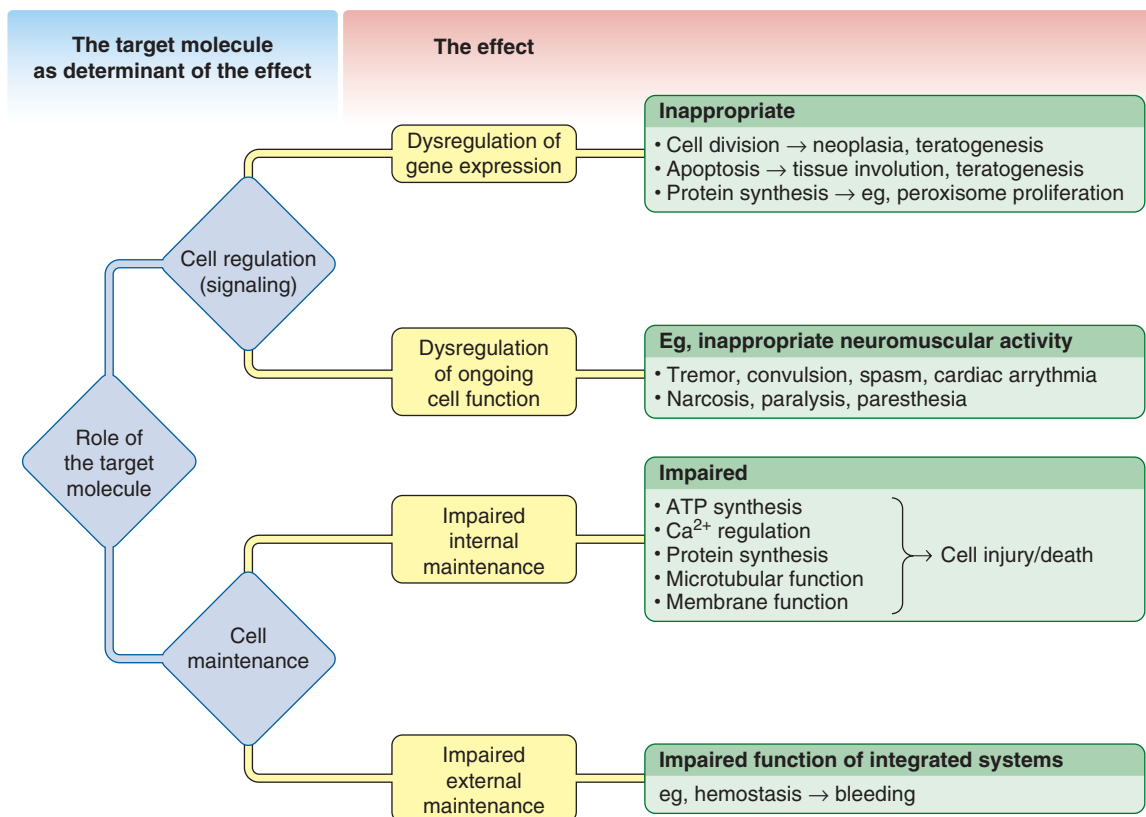 The target molecule
as determinant of the effect
The effect
Role of
the target
molecule
Cell regulation
(signaling)
Dysregulation of
gene expression
Inappropriate
• Cell division → neoplasia, teratogenesis
• Apoptosis → tissue involution, teratogenesis
• Protein synthesis → eg, peroxisome proliferation
Dysregulation
of ongoing
cell function
Eg, inappropriate neuromuscular activity
• Tremor, convulsion, spasm, cardiac arrythmia
• Narcosis, paralysis, paresthesia
Cell
maintenance
Impaired
internal
maintenance
Impaired
• ATP synthesis
• Ca²⁺ regulation
• Protein synthesis
• Microtubular function
• Membrane function
→ Cell injury/death
Impaired
external
maintenance
Impaired function of integrated systems
eg, hemostasis → bleeding